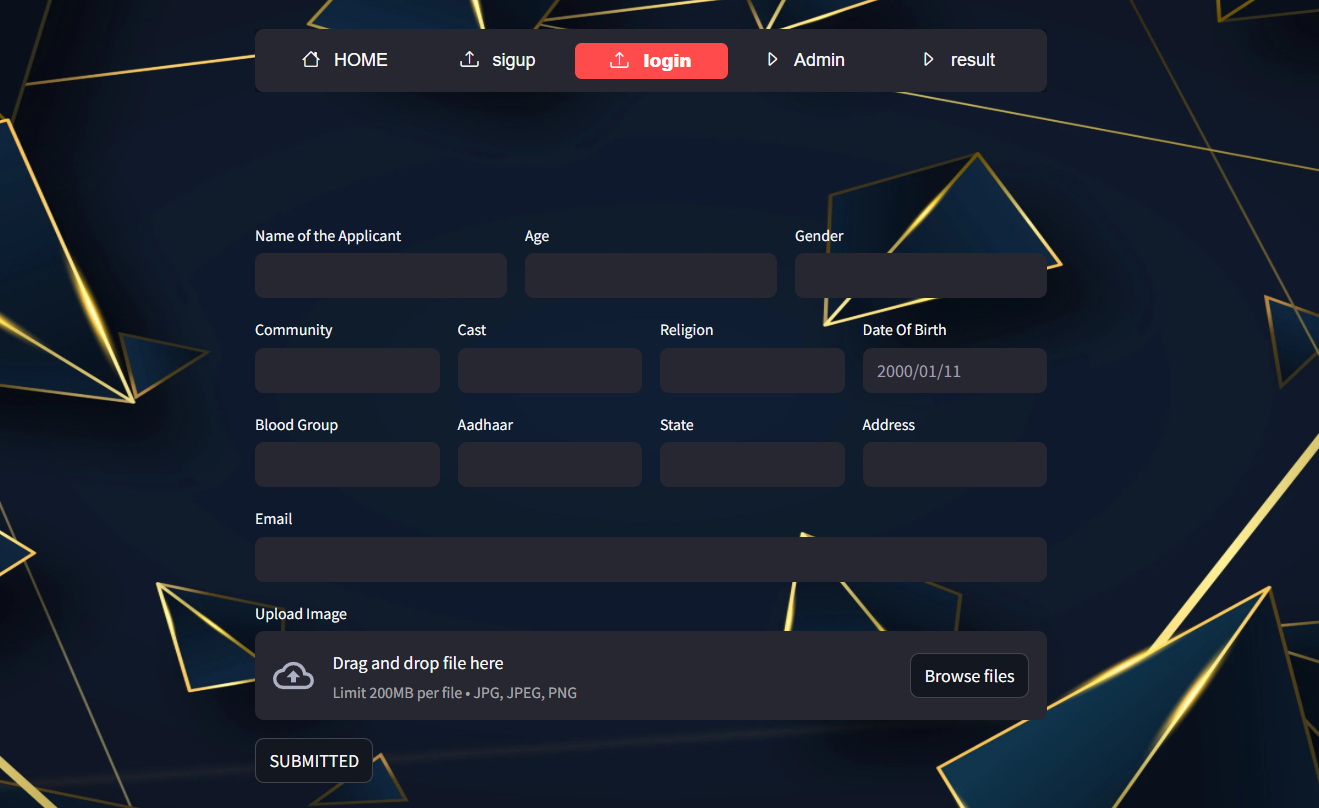 HOME sigup login Admin result
Name of the Applicant Age Gender
Community Cast Religion Date Of Birth
2000/01/11
Blood Group Aadhaar State Address
Email
Upload Image
Drag and drop file here
Limit 200MB per file • JPG, JPEG, PNG
Browse files
SUBMITTED